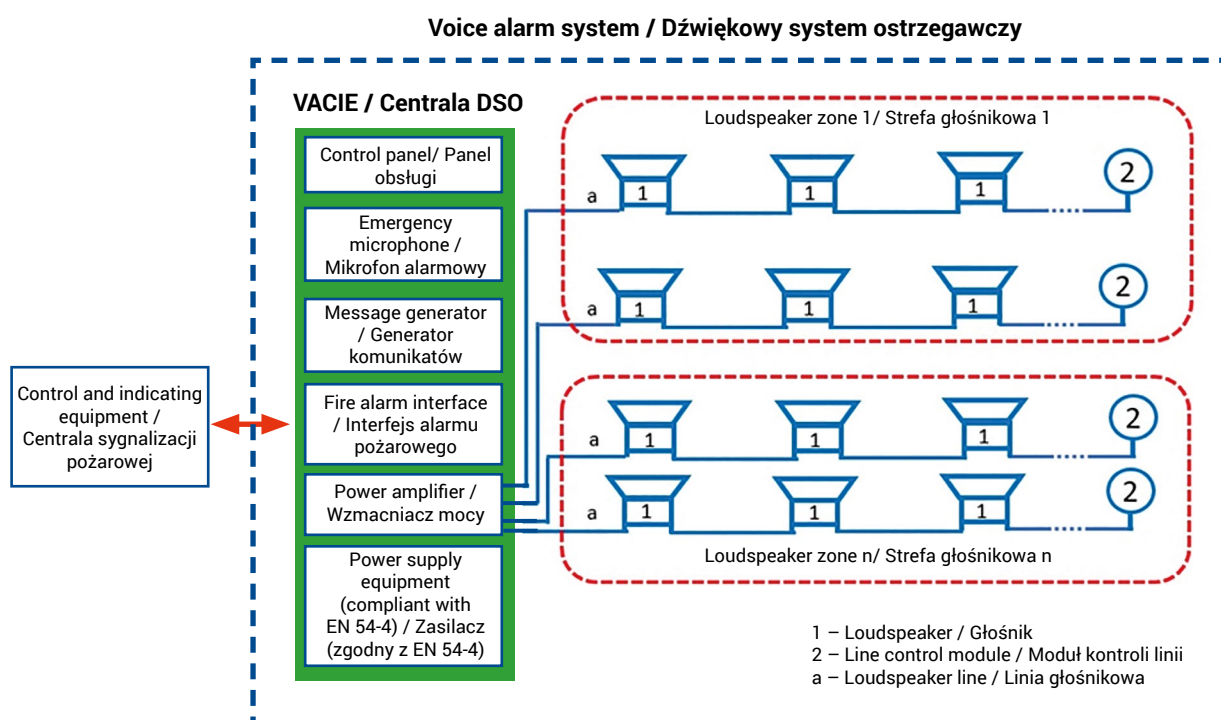 Voice alarm system / Dźwiękowy system ostrzegawczy
VACIE / Centrala DSO
Control panel/ Panel
obsługi
Emergency
microphone /
Mikrofon alarmowy
Message generator
/ Generator
komunikatów
Fire alarm interface
/ Interfejs alarmu
pożarowego
Power amplifier /
Wzmacniacz mocy
Power supply
equipment
(compliant with
EN 54-4) / Zasilacz
(zgodny z EN 54-4)
Control and indicating
equipment /
Centrala sygnalizacji
pożarowej
Loudspeaker zone 1/ Strefa głośnikowa 1
a 1 1 1 2
a 1 1 1 2
a 1 1 1 2
a 1 1 1 2
Loudspeaker zone n/ Strefa głośnikowa n
1 – Loudspeaker / Głośnik
2 – Line control module / Moduł kontroli linii
a – Loudspeaker line / Linia głośnikowa